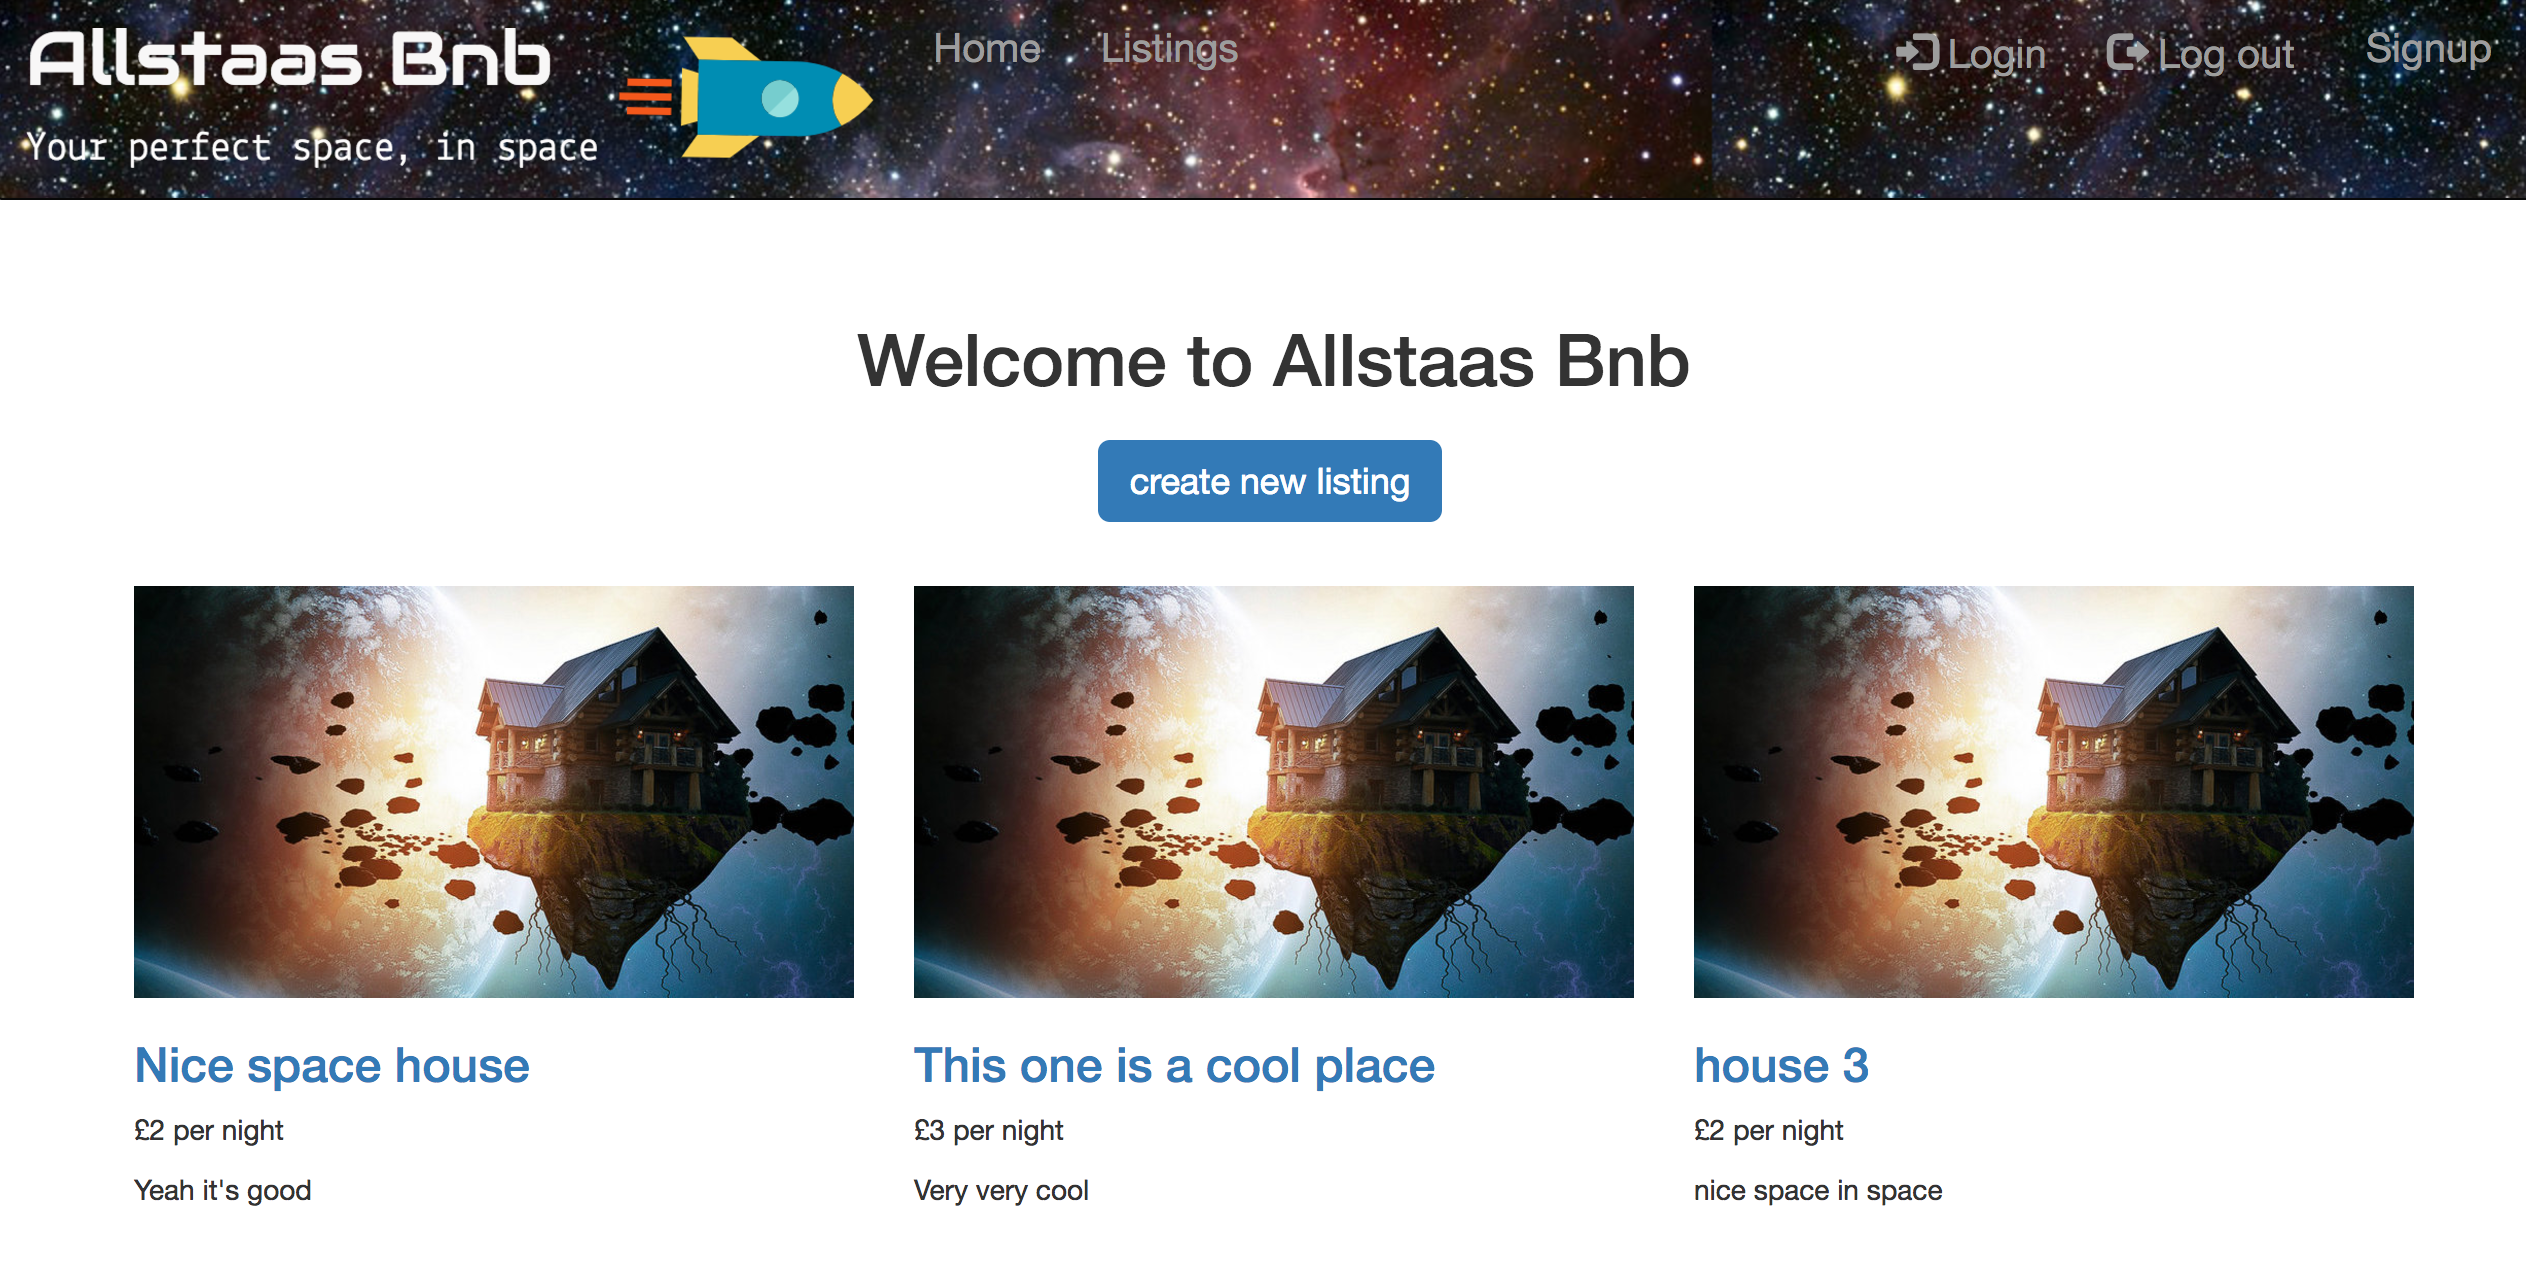 Allstaas Bnb
Your perfect space, in space
Home
Listings
Login
Log out
Signup
Welcome to Allstaas Bnb
create new listing
Nice space house
£2 per night
Yeah it's good
This one is a cool place
£3 per night
Very very cool
house 3
£2 per night
nice space in space